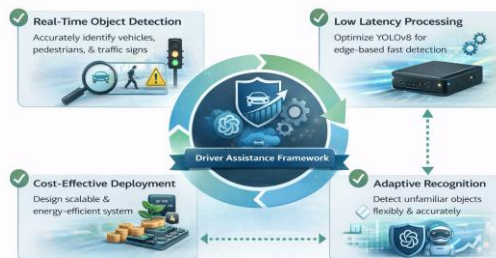 Real-Time Object Detection
Accurately identify vehicles,
pedestrians, & traffic signs
Low Latency Processing
Optimize YOLOv8 for
edge-based fast detection
Driver Assistance Framework
Cost-Effective Deployment
Design scalable &
energy-efficient system
Adaptive Recognition
Detect unfamiliar objects
flexibly & accurately